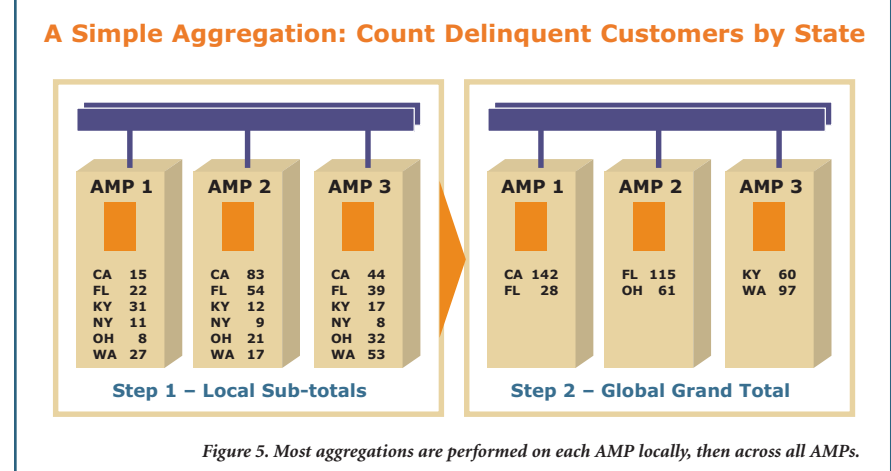 A Simple Aggregation: Count Delinquent Customers by State
AMP 1
CA 15
FL 22
KY 31
NY 11
OH 8
WA 27
AMP 2
CA 83
FL 54
KY 12
NY 9
OH 21
WA 17
AMP 3
CA 44
FL 39
KY 17
NY 8
OH 32
WA 53
Step 1 – Local Sub-totals
AMP 1
CA 142
FL 28
AMP 2
FL 115
OH 61
AMP 3
KY 60
WA 97
Step 2 – Global Grand Total
Figure 5. Most aggregations are performed on each AMP locally, then across all AMPs.